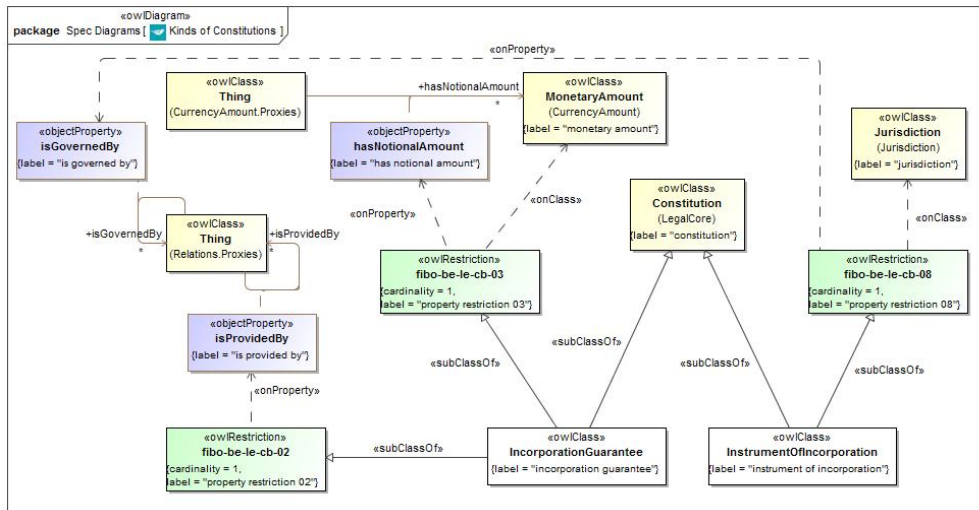 «owlDiagram»
package Spec Diagrams [ Kinds of Constitutions ]
«onProperty»
«owlClass»
Thing
(CurrencyAmount.Proxies)
+hasNotionalAmount
*
«owlClass»
MonetaryAmount
(CurrencyAmount)
{label = "monetary amount"}
«owlClass»
Jurisdiction
(Jurisdiction)
{label = "jurisdiction"}
«objectProperty»
isGovernedBy
{label = "is governed by"}
«objectProperty»
hasNotionalAmount
{label = "has notional amount"}
«onProperty»
«onClass»
«owlClass»
Constitution
(LegalCore)
{label = "constitution"}
«onClass»
+isGovernedBy
*
«owlClass»
Thing
(Relations.Proxies)
+isProvidedBy
*
«owlRestriction»
fibo-be-le-cb-03
{cardinality = 1,
label = "property restriction 03"}
«owlRestriction»
fibo-be-le-cb-08
{cardinality = 1,
label = "property restriction 08"}
«objectProperty»
isProvidedBy
{label = "is provided by"}
«subClassOf»
«subClassOf»
«subClassOf»
«subClassOf»
«onProperty»
«owlRestriction»
fibo-be-le-cb-02
{cardinality = 1,
label = "property restriction 02"}
«subClassOf»
«owlClass»
IncorporationGuarantee
{label = "incorporation guarantee"}
«owlClass»
InstrumentOfIncorporation
{label = "instrument of incorporation"}